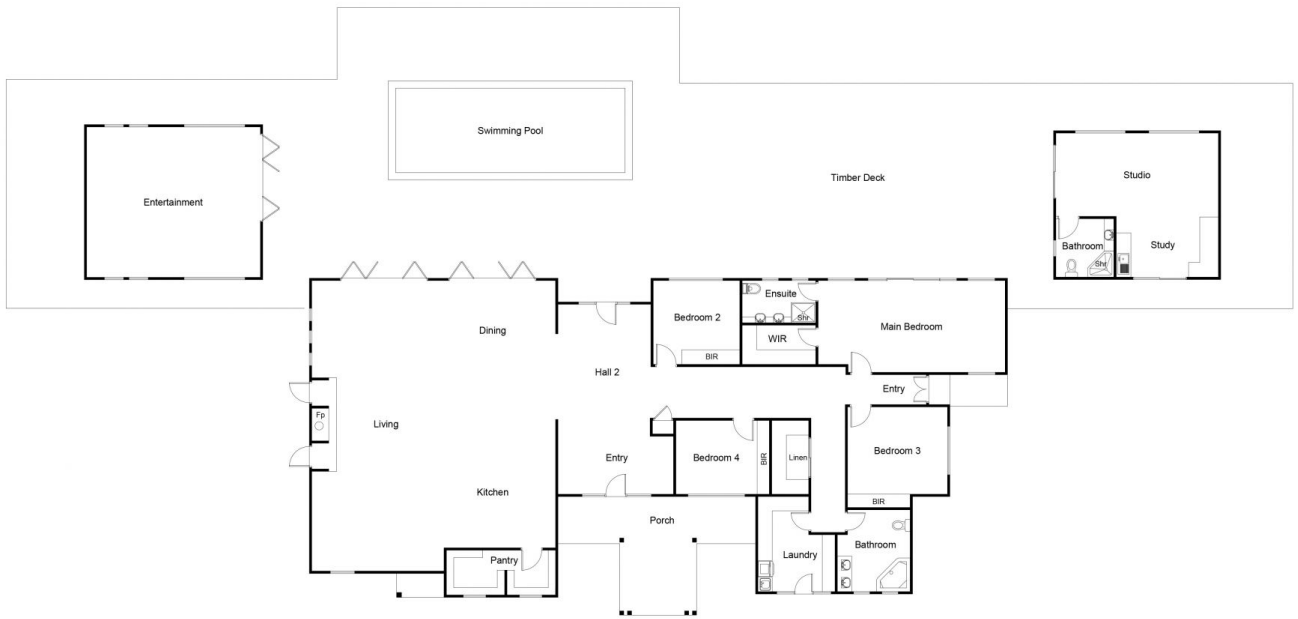 Swimming Pool
Entertainment
Timber Deck
Studio
Bathroom
Study
Shr
Ensuite
Bedroom 2
Shr
Main Bedroom
Dining
WIR
BIR
Hall 2
Entry
Fp
Living
Bedroom 3
Entry
Bedroom 4
BIR
Linen
Kitchen
BIR
Porch
Bathroom
Laundry
Pantry